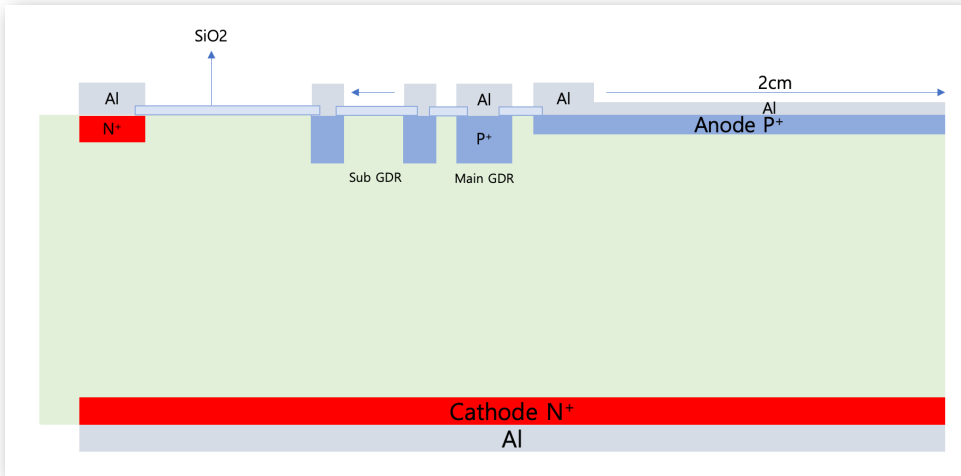 SiO2
2cm
Al
Al
Al
Al
N⁺
P⁺
Anode P⁺
Sub GDR
Main GDR
Cathode N⁺
Al